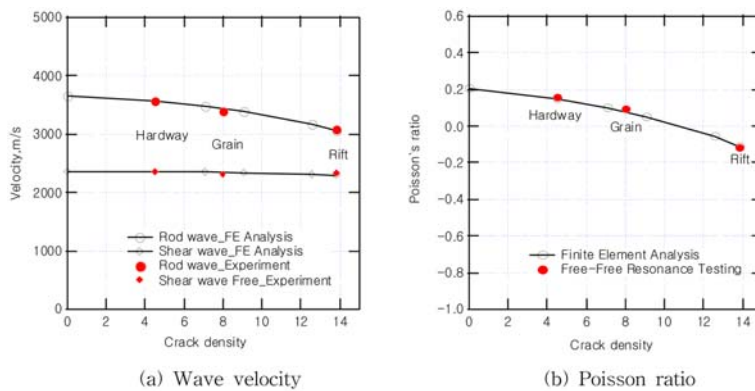 5000
4000
3000
2000
1000
0
Velocity,m/s
Hardway
Grain
Rift
Rod wave_FE Analysis
Shear wave_FE Analysis
Rod wave_Experiment
Shear wave Free_Experiment
0 2 4 6 8 10 12 14
Crack density
(a) Wave velocity
0.6
0.4
0.2
0.0
-0.2
-0.4
-0.6
-0.8
-1.0
Poisson's ratio
Hardway
Grain
Rift
Finite Element Analysis
Free-Free Resonance Testing
0 2 4 6 8 10 12 14
Crack density
(b) Poisson ratio